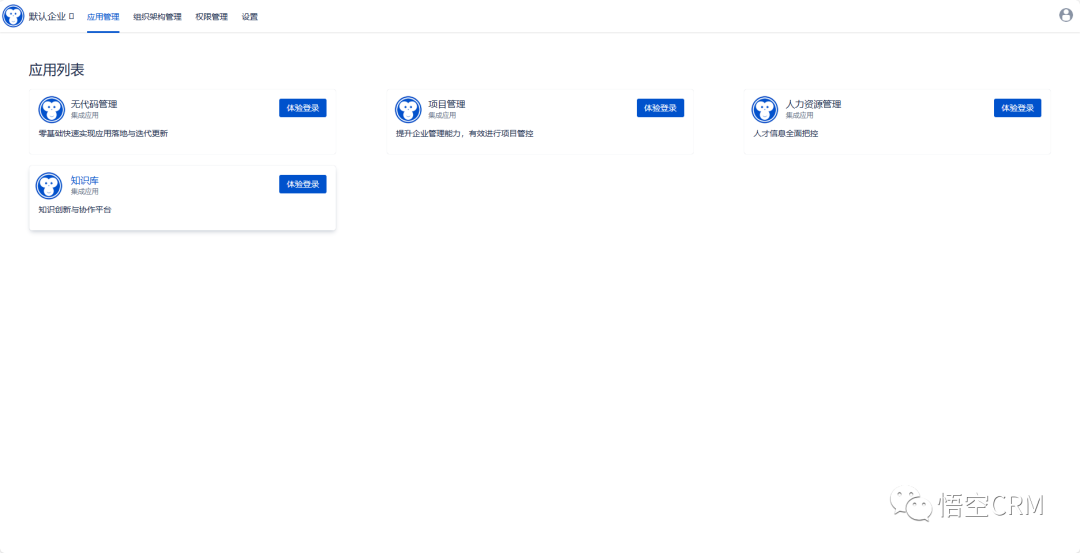 默认企业
应用管理
组织架构管理
权限管理
设置
应用列表
无代码管理
集成应用
体验登录
零基础快速实现应用落地与迭代更新
项目管理
集成应用
体验登录
提升企业管理能力，有效进行项目管控
人力资源管理
集成应用
体验登录
人才信息全面把控
知识库
集成应用
体验登录
知识创新与协作平台
悟空CRM